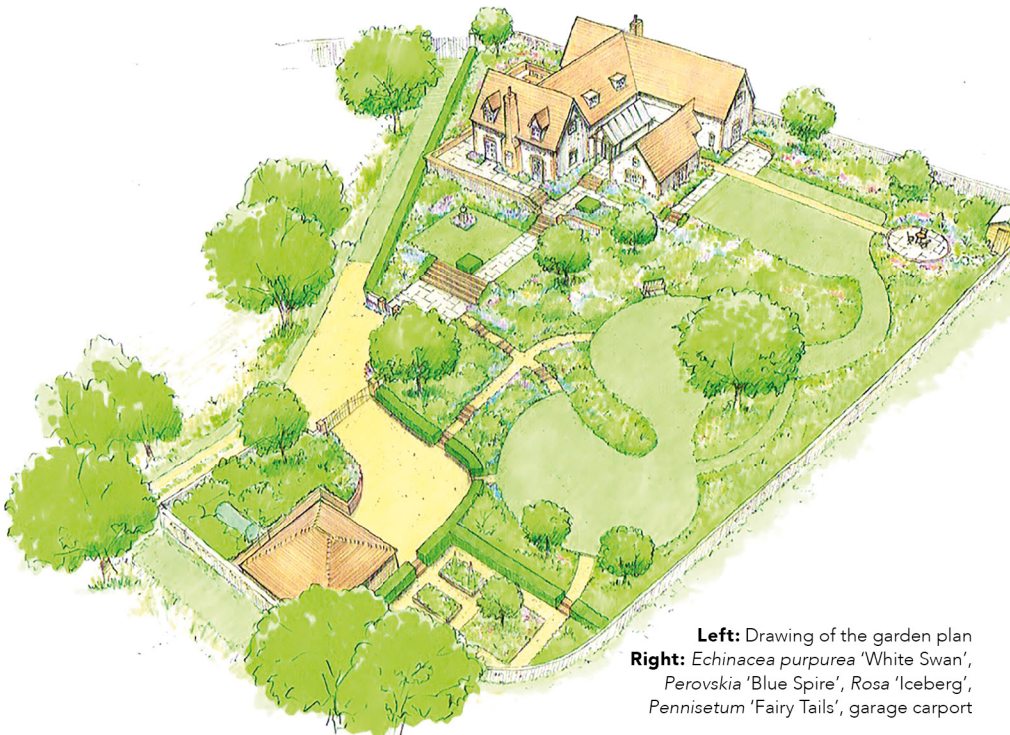 Left: Drawing of the garden plan
Right: Echinacea purpurea ‘White Swan’,
Perovskia ‘Blue Spire’, Rosa ‘Iceberg’,
Pennisetum ‘Fairy Tails’, garage carport